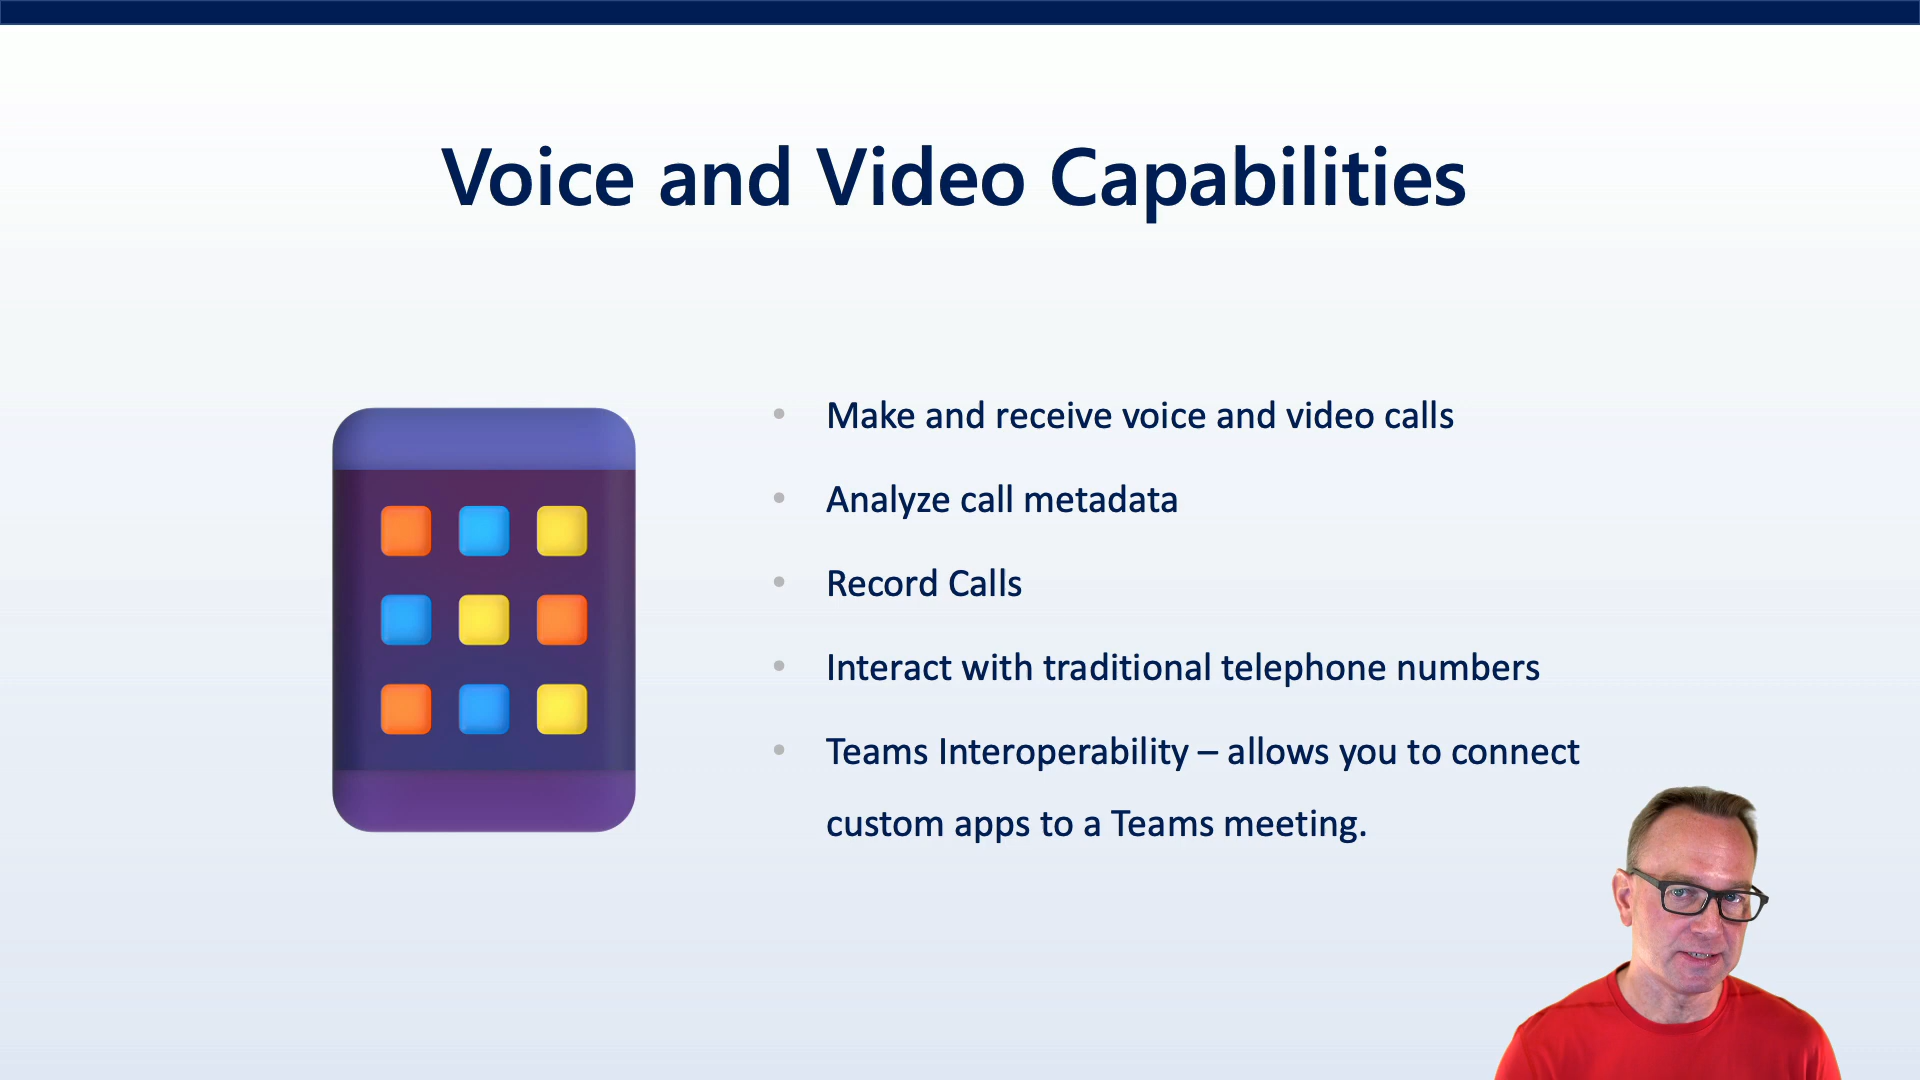 Voice and Video Capabilities
Make and receive voice and video calls
Analyze call metadata
Record Calls
Interact with traditional telephone numbers
Teams Interoperability – allows you to connect
custom apps to a Teams meeting.